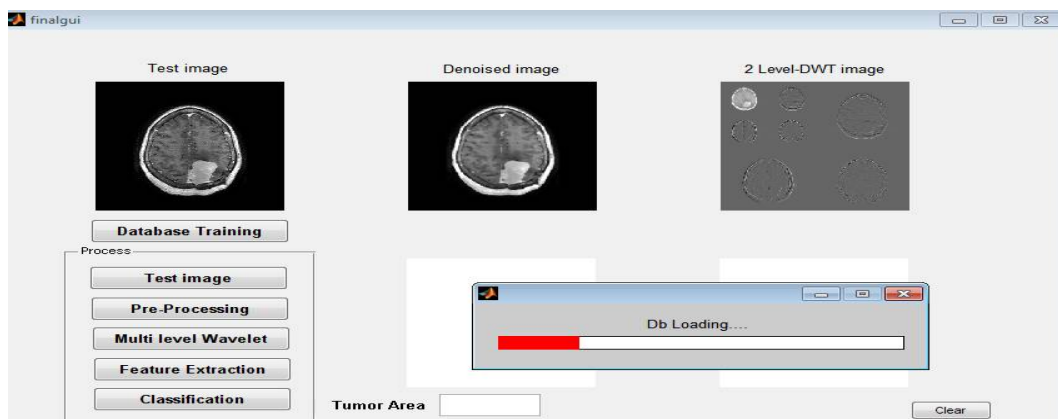 finalgui
Test image
Denoised image
2 Level-DWT image
Database Training
Process
Test image
Pre-Processing
Multi level Wavelet
Feature Extraction
Classification
Db Loading....
Tumor Area
Clear